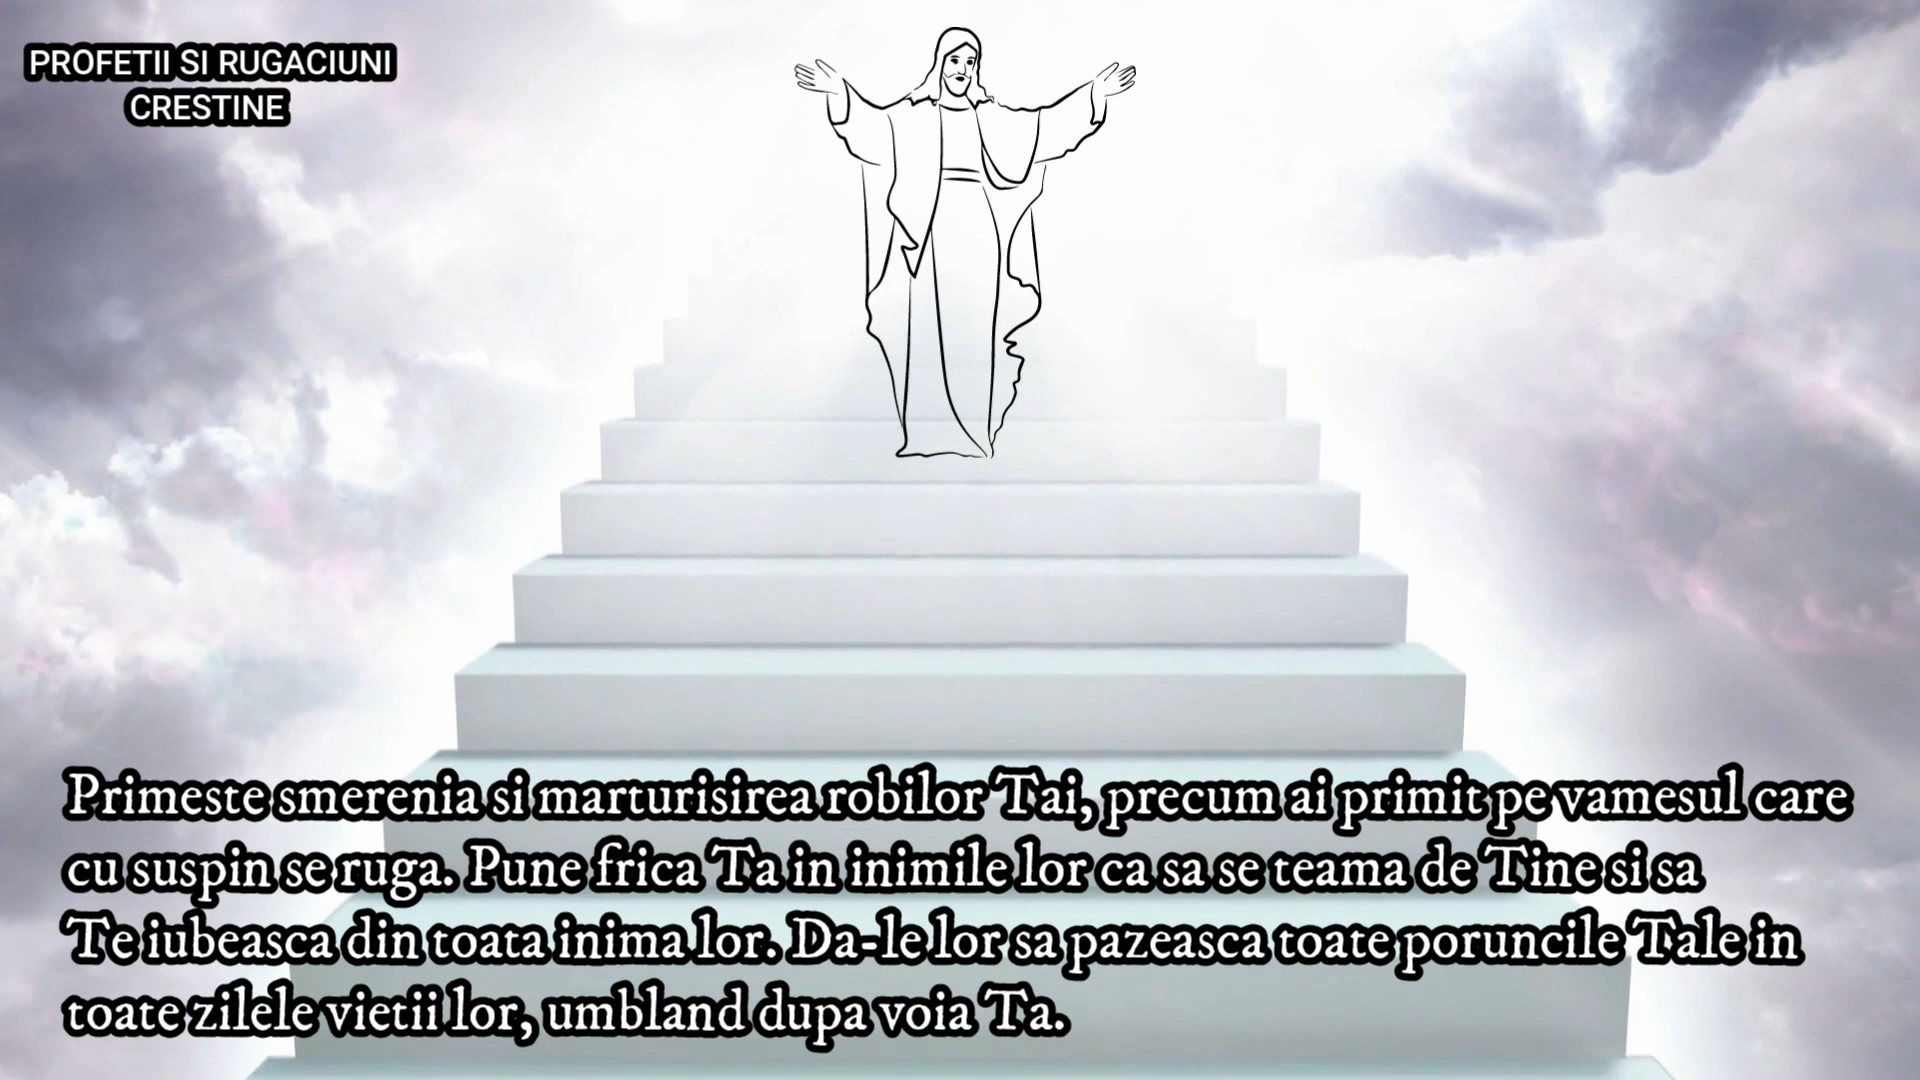 PROFETII SI RUGACIUNI
CRESTINE
Primeste smerenia si marturisirea robilor Tai, precum ai primit pe vamesul care
cu suspin se ruga. Pune frica Ta in inimile lor ca sa se teama de Tine si sa
Te iubeasca din toata inima lor. Da-le lor sa pazeasca toate poruncile Tale in
toate zilele vietii lor, umbland dupa voia Ta.